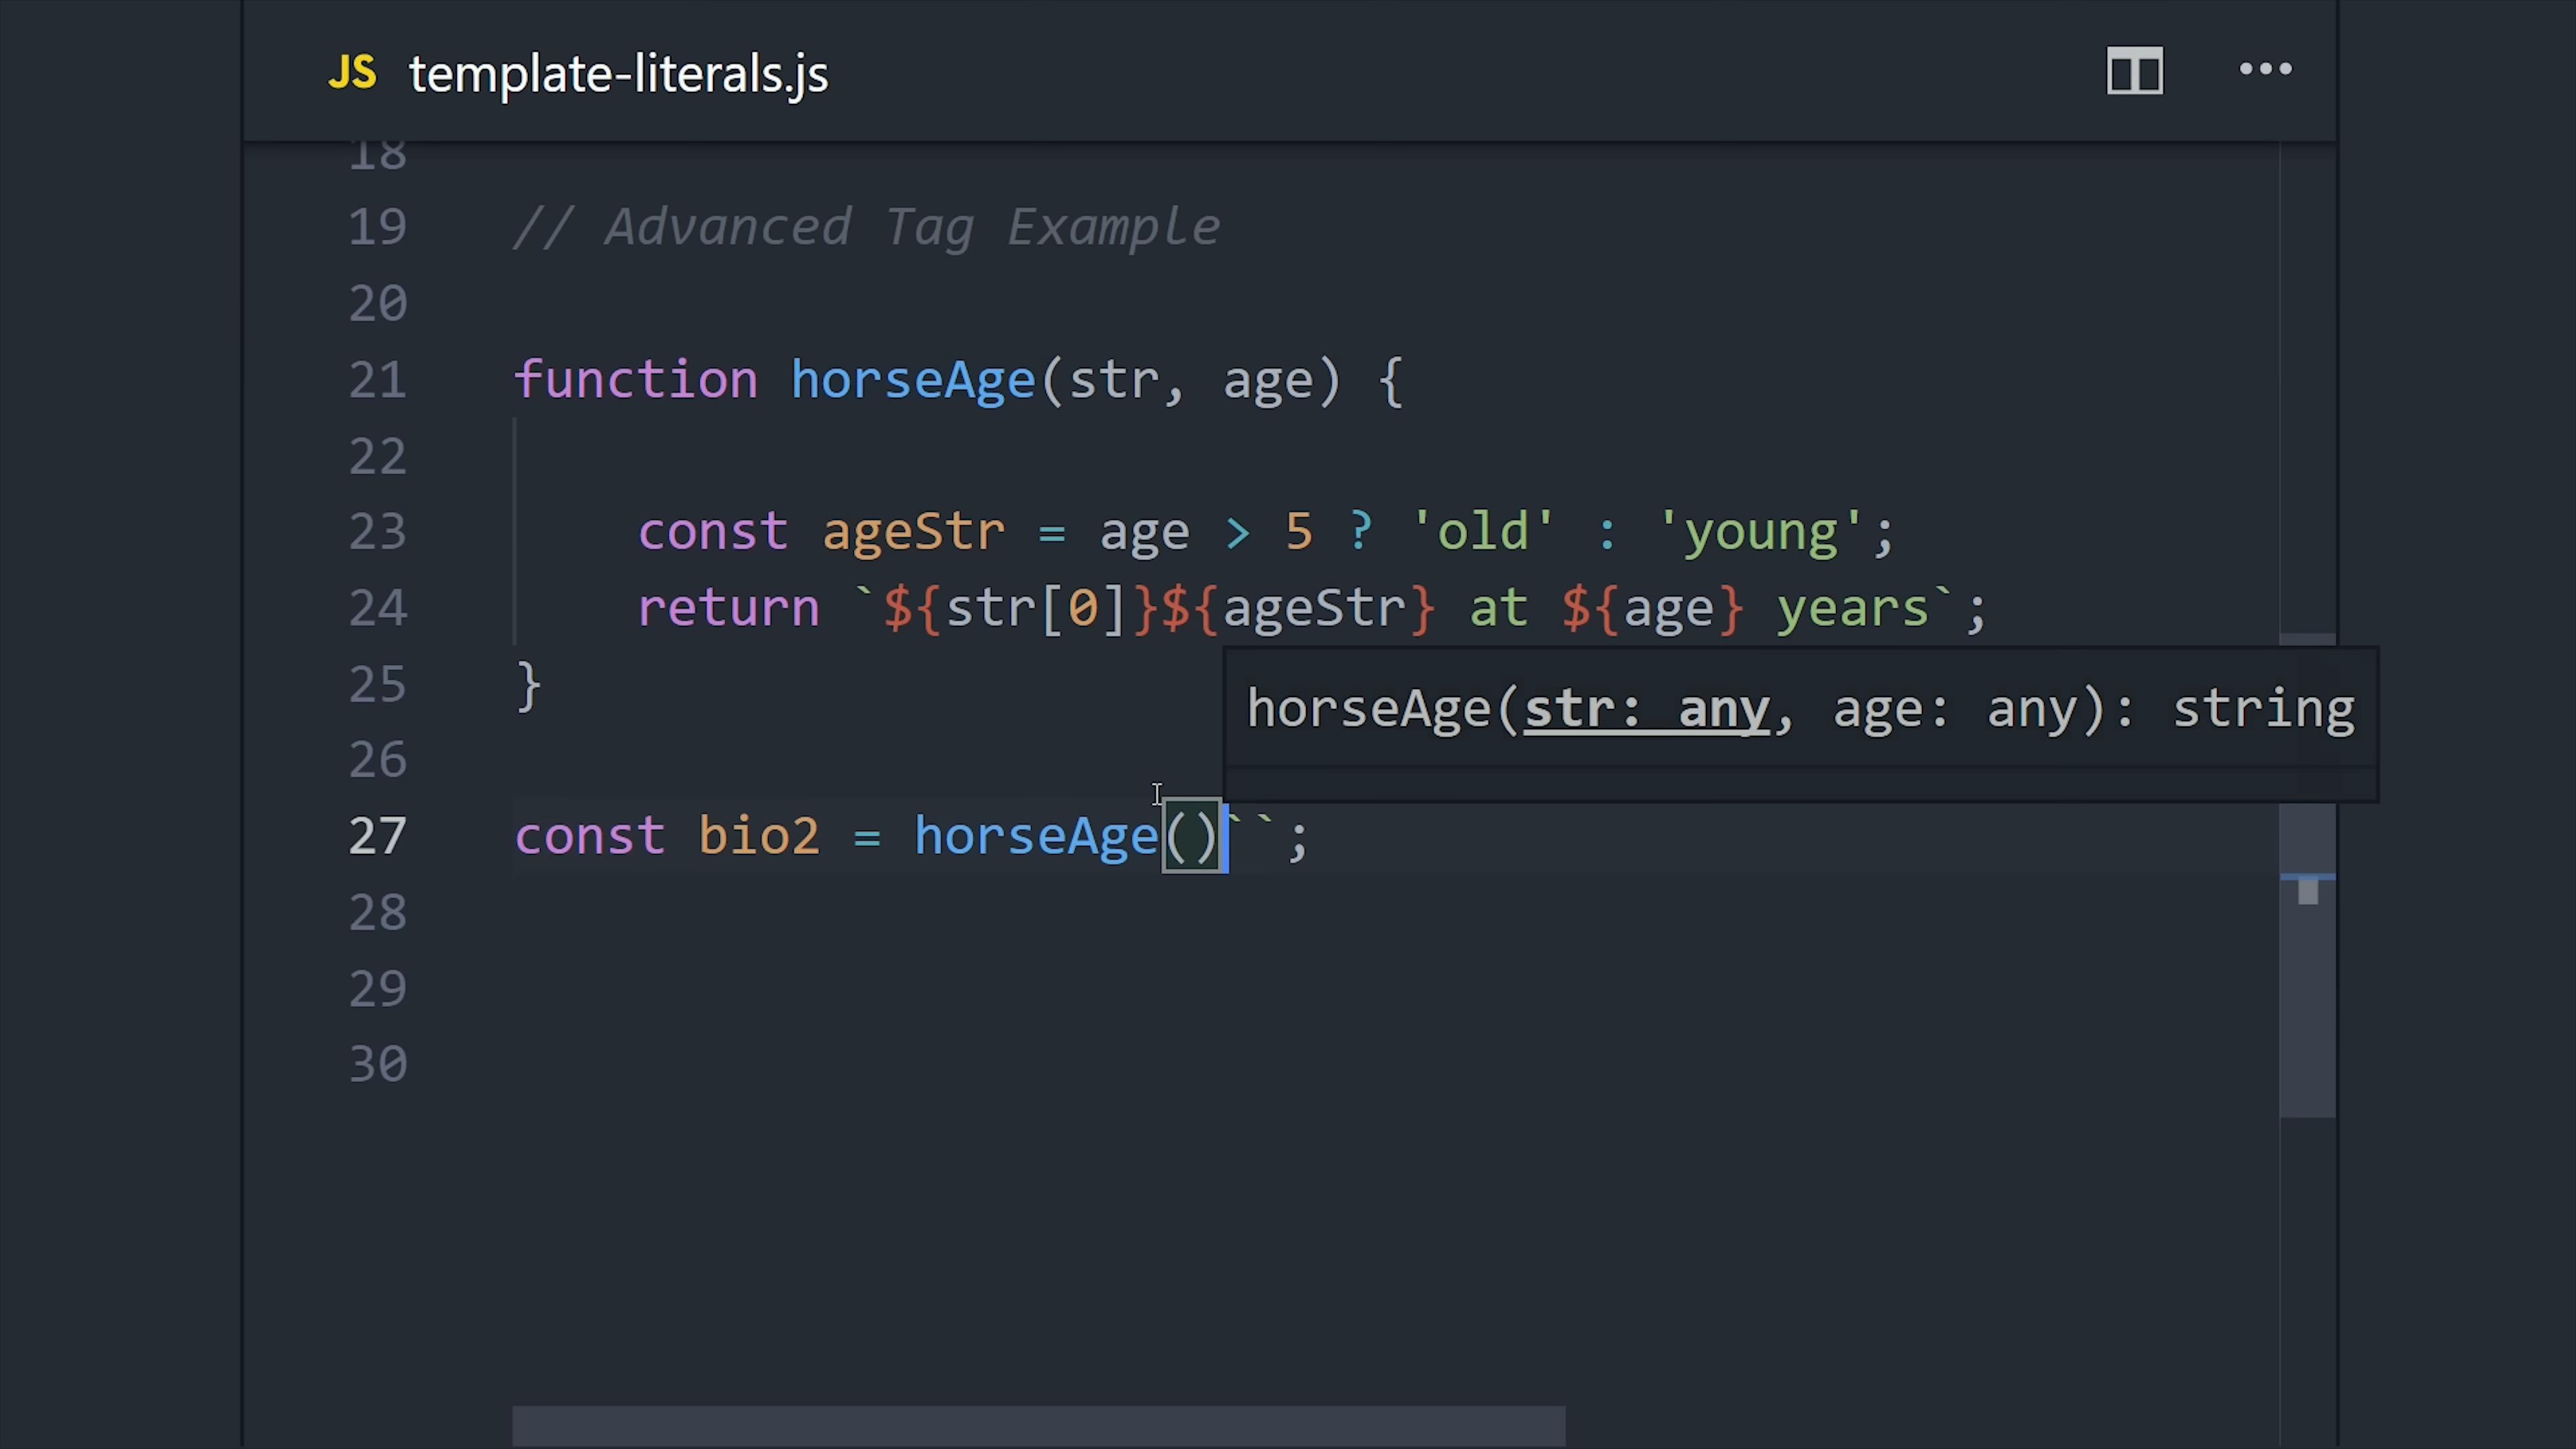 JS template-literals.js
18
19 // Advanced Tag Example
20
21 function horseAge(str, age) {
22
23 const ageStr = age > 5 ? 'old' : 'young';
24 return `${str[0]}${ageStr} at ${age} years`;
25 }
horseAge(str: any, age: any): string
26
27 const bio2 = horseAge()``;
28
29
30